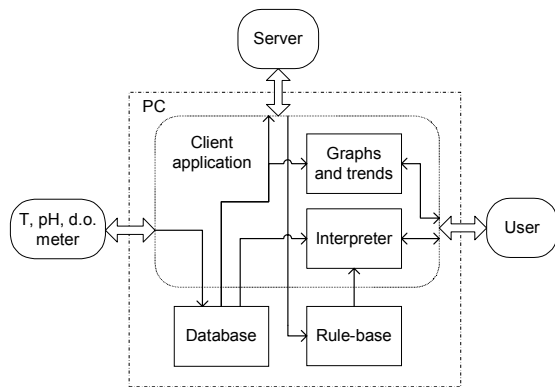 Server
PC
Client
application
Graphs
and trends
T, pH, d.o.
meter
Interpreter
User
Database
Rule-base